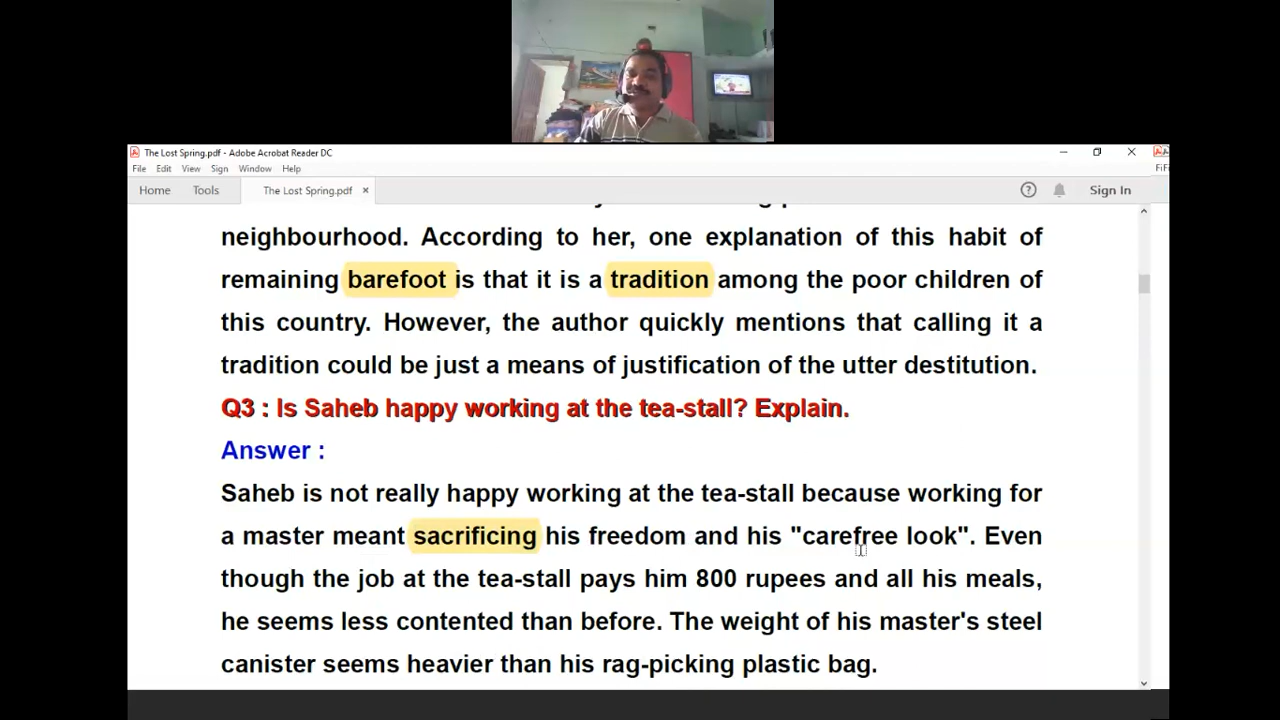 The Lost Spring.pdf - Adobe Acrobat Reader DC
File Edit View Sign Window Help
Home Tools The Lost Spring.pdf × Sign In
neighbourhood. According to her, one explanation of this habit of
remaining barefoot is that it is a tradition among the poor children of
this country. However, the author quickly mentions that calling it a
tradition could be just a means of justification of the utter destitution.
Q3 : Is Saheb happy working at the tea-stall? Explain.
Answer :
Saheb is not really happy working at the tea-stall because working for
a master meant sacrificing his freedom and his "carefree look". Even
though the job at the tea-stall pays him 800 rupees and all his meals,
he seems less contented than before. The weight of his master's steel
canister seems heavier than his rag-picking plastic bag.